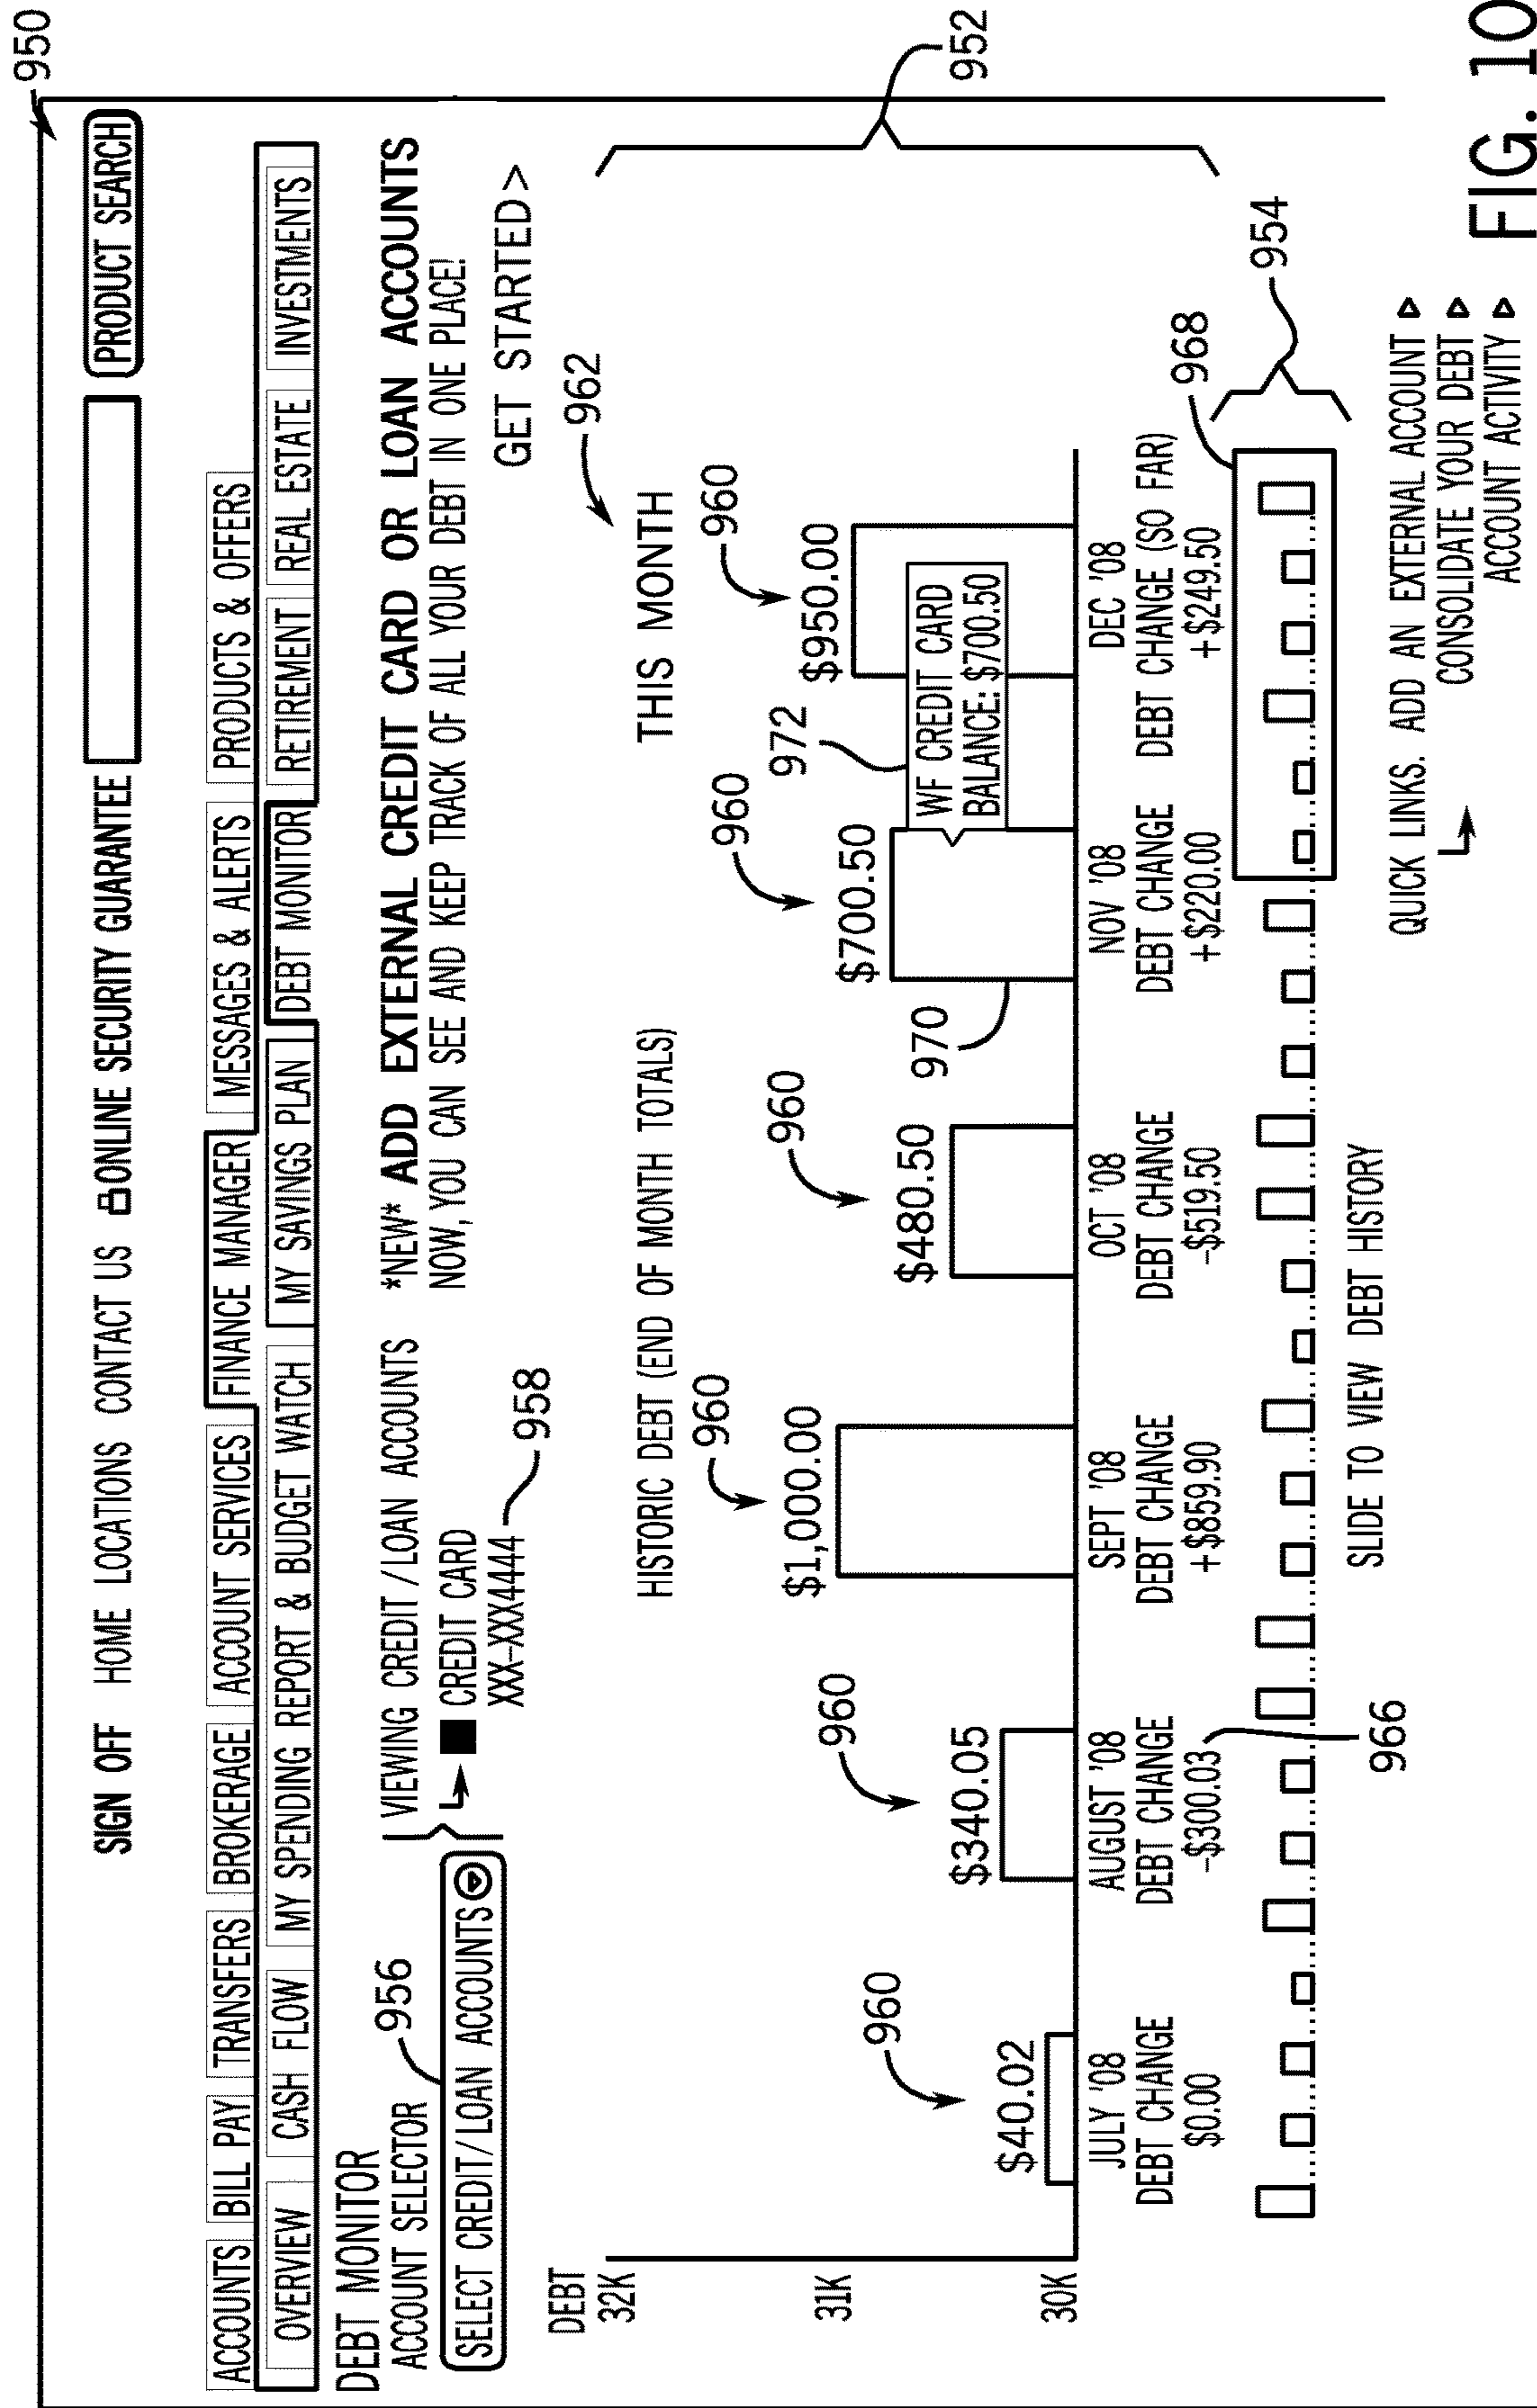 950
SIGN OFF HOME LOCATIONS CONTACT US ONLINE SECURITY GUARANTEE PRODUCT SEARCH
ACCOUNTS BILL PAY TRANSFERS BROKERAGE ACCOUNT SERVICES FINANCE MANAGER MESSAGES & ALERTS PRODUCTS & OFFERS
OVERVIEW CASH FLOW MY SPENDING REPORT & BUDGET WATCH MY SAVINGS PLAN DEBT MONITOR RETIREMENT REAL ESTATE INVESTMENTS
DEBT MONITOR
ACCOUNT SELECTOR
956
SELECT CREDIT/LOAN ACCOUNTS
VIEWING CREDIT/LOAN ACCOUNTS
CREDIT CARD
XXX-XXX4444
958
*NEW* ADD EXTERNAL CREDIT CARD OR LOAN ACCOUNTS
NOW, YOU CAN SEE AND KEEP TRACK OF ALL YOUR DEBT IN ONE PLACE!
GET STARTED>
962
DEBT
32K
31K
30K
HISTORIC DEBT (END OF MONTH TOTALS)
THIS MONTH
952
960
960
960
960
960
960
$40.02
$340.05
$1,000.00
$480.50
$700.50
$950.00
970
972
WF CREDIT CARD
BALANCE: $700.50
JULY '08
DEBT CHANGE
$0.00
AUGUST '08
DEBT CHANGE
-$300.03
966
SEPT '08
DEBT CHANGE
+$859.90
OCT '08
DEBT CHANGE
-$519.50
NOV '08
DEBT CHANGE
+$220.00
DEC '08
DEBT CHANGE (SO FAR)
+$249.50
968
954
SLIDE TO VIEW DEBT HISTORY
QUICK LINKS. ADD AN EXTERNAL ACCOUNT
CONSOLIDATE YOUR DEBT
ACCOUNT ACTIVITY
FIG. 10